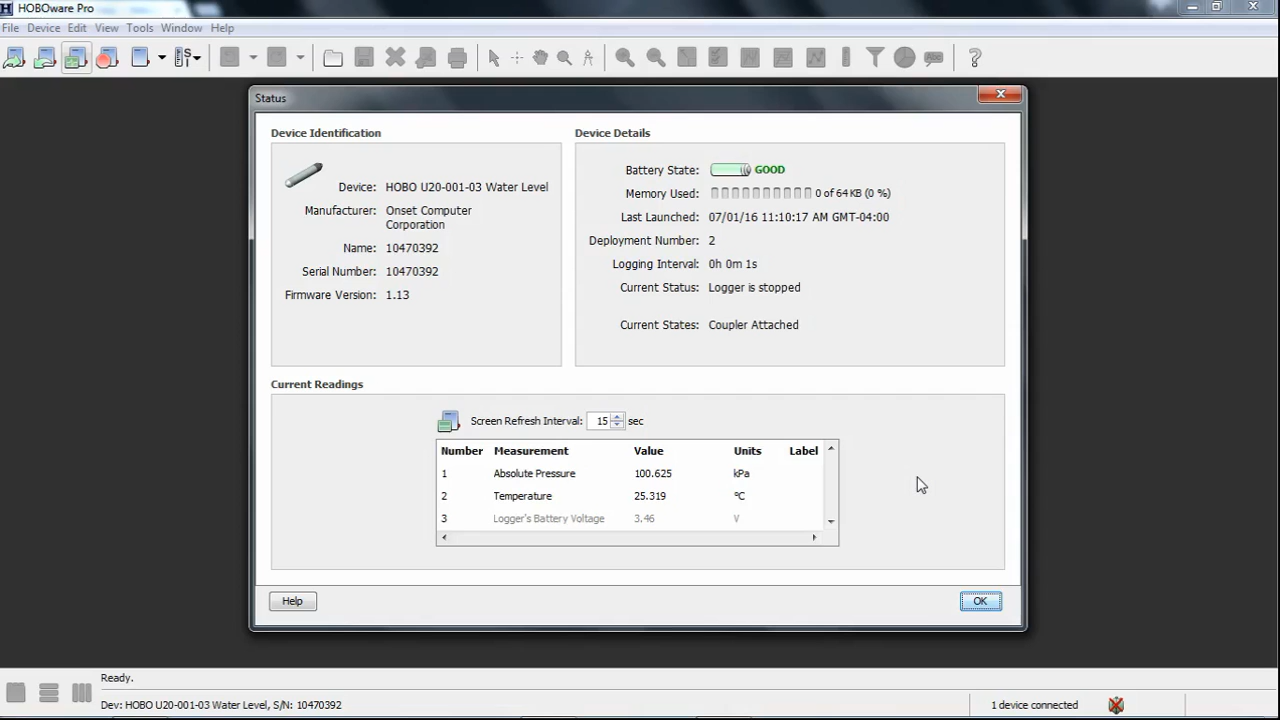 HOBOware Pro
File Device Edit View Tools Window Help
Status
Device Identification
Device: HOBO U20-001-03 Water Level
Manufacturer: Onset Computer
Corporation
Name: 10470392
Serial Number: 10470392
Firmware Version: 1.13
Device Details
Battery State: GOOD
Memory Used: 0 of 64 KB (0 %)
Last Launched: 07/01/16 11:10:17 AM GMT-04:00
Deployment Number: 2
Logging Interval: 0h 0m 1s
Current Status: Logger is stopped
Current States: Coupler Attached
Current Readings
Screen Refresh Interval: 15 sec
Number Measurement Value Units Label
1 Absolute Pressure 100.625 kPa
2 Temperature 25.319 °C
3 Logger's Battery Voltage 3.46 V
Help
OK
Ready.
Dev: HOBO U20-001-03 Water Level, S/N: 10470392
1 device connected